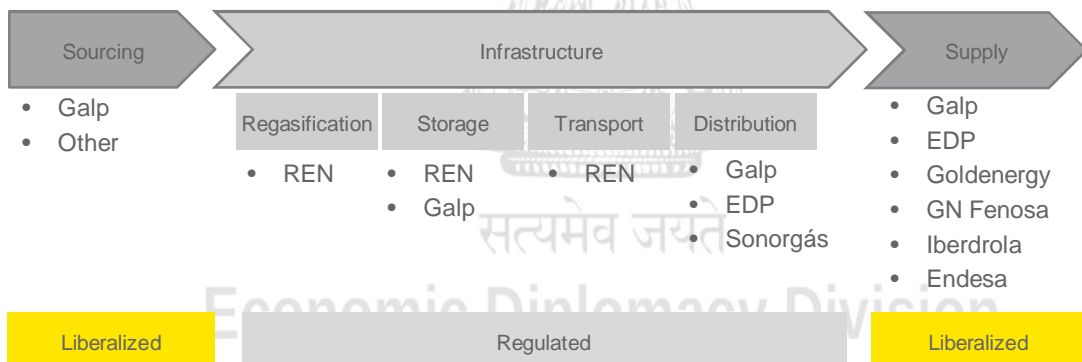 Sourcing
Infrastructure
Supply
• Galp
• Other
Regasification
Storage
Transport
Distribution
• REN
• REN
• Galp
• REN
• Galp
• EDP
• Sonorgás
• Galp
• EDP
• Goldenergy
• GN Fenosa
• Iberdrola
• Endesa
सत्यमेव जयते
Economic Diplomacy Division
Liberalized
Regulated
Liberalized